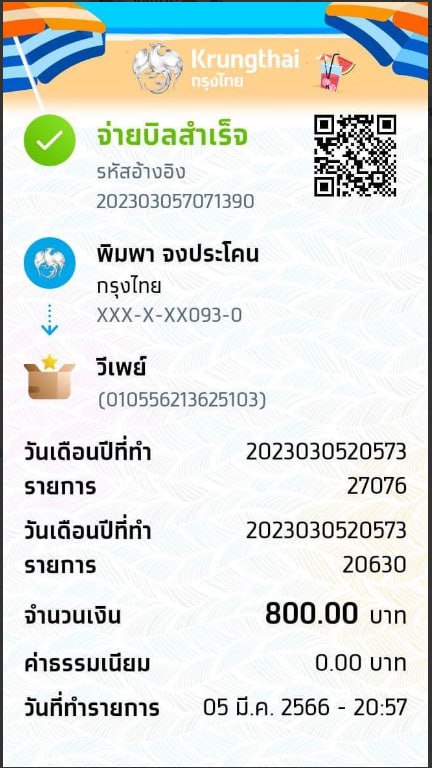 Krungthai
กรุงไทย
จ่ายบิลสำเร็จ
รหัสอ้างอิง
202303057071390
พิมพา จงประโคน
กรุงไทย
XXX-X-XX093-0
วีเพย์
(010556213625103)
วันเดือนปีที่ทำ 2023030520573
รายการ 27076
วันเดือนปีที่ทำ 2023030520573
รายการ 20630
จำนวนเงิน 800.00 บาท
ค่าธรรมเนียม 0.00 บาท
วันที่ทำรายการ 05 มี.ค. 2566 - 20:57